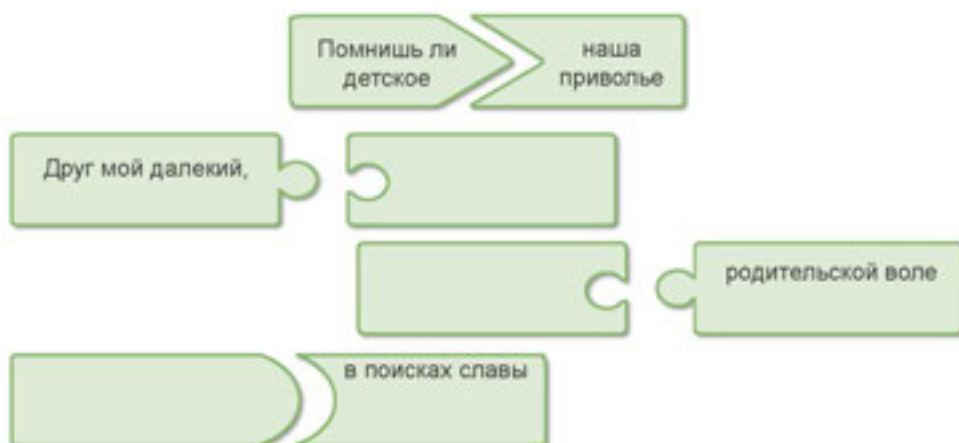 Помнишь ли
детское
наша
приволье
Друг мой далекий,
родительской воле
в поисках славы